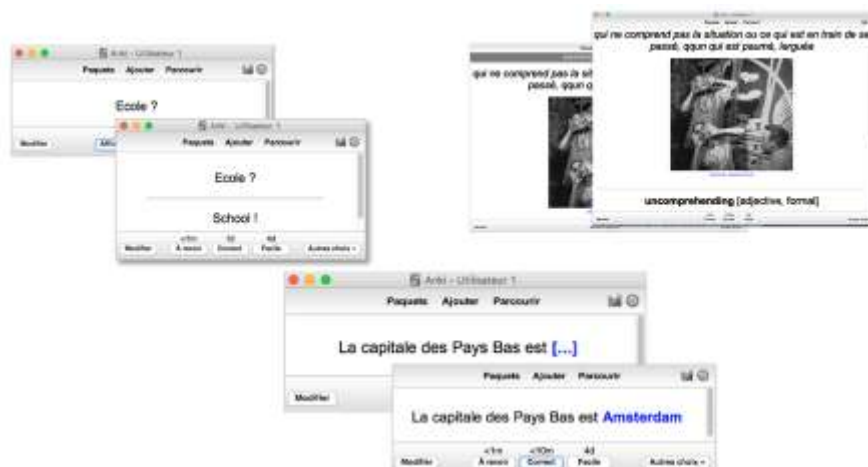 Anki - Utilisateur 1
Paquets Ajouter Parcourir
Ecole ?
Modifier
Anki - Utilisateur 1
Paquets Ajouter Parcourir
Ecole ?
School !
<1m 1d 4d
Modifier À revoir Correct Facile Autres choix
qui ne comprend pas la
passé, qqun q
qui ne comprend pas la situation ou ce qui est en train de se
passé, qqun qui est paumé, larguée
uncomprehending [adjective, formal]
Anki - Utilisateur 1
Paquets Ajouter Parcourir
La capitale des Pays Bas est [...]
Modifier
Paquets Ajouter Parcourir
La capitale des Pays Bas est Amsterdam
<1m <10m 4d
Modifier À revoir Correct Facile Autres choix